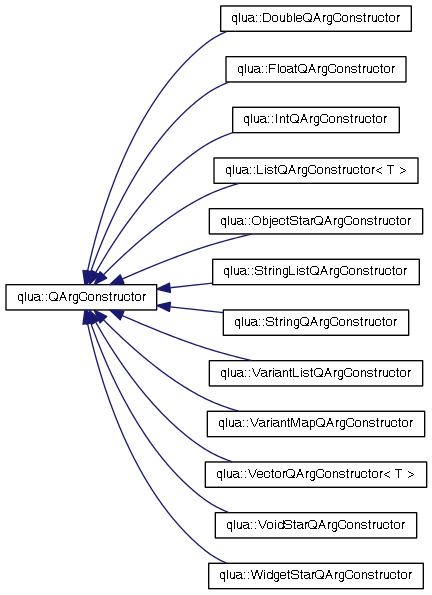 qlua::DoubleQArgConstructor
qlua::FloatQArgConstructor
qlua::IntQArgConstructor
qlua::ListQArgConstructor< T >
qlua::ObjectStarQArgConstructor
qlua::StringListQArgConstructor
qlua::QArgConstructor
qlua::StringQArgConstructor
qlua::VariantListQArgConstructor
qlua::VariantMapQArgConstructor
qlua::VectorQArgConstructor< T >
qlua::VoidStarQArgConstructor
qlua::WidgetStarQArgConstructor